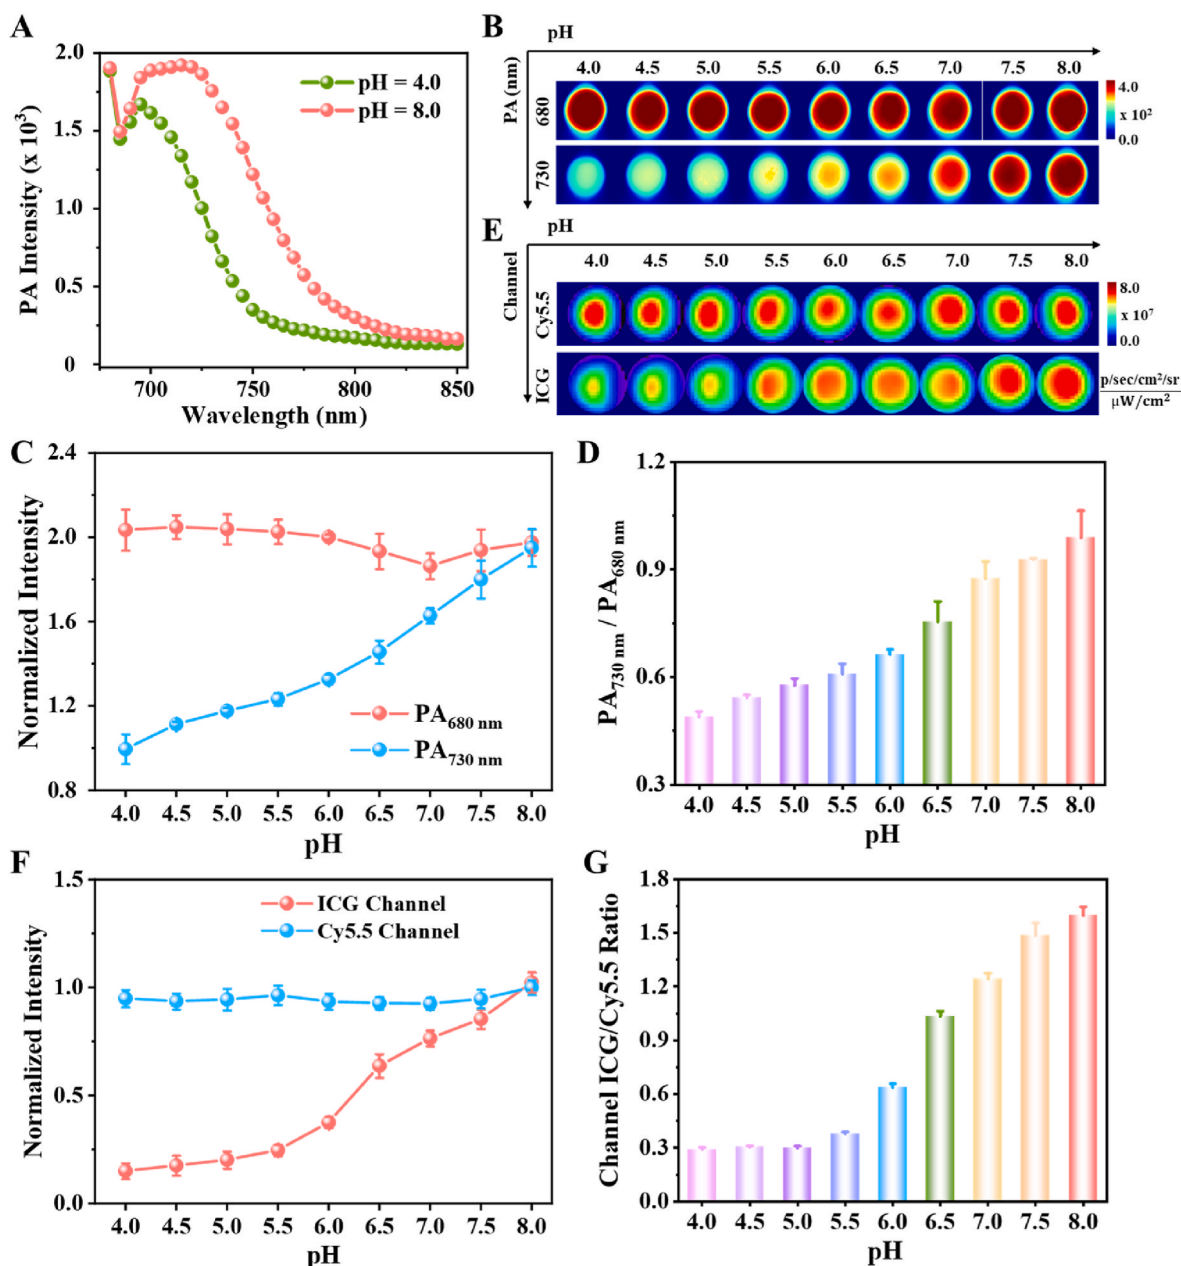 A
PA Intensity (x 10³)
2.0
1.5
1.0
0.5
0
pH = 4.0
pH = 8.0
700 750 800 850
Wavelength (nm)
B
pH
4.0 4.5 5.0 5.5 6.0 6.5 7.0 7.5 8.0
PA (nm)
680
730
4.0
x 10²
0.0
E
pH
4.0 4.5 5.0 5.5 6.0 6.5 7.0 7.5 8.0
Channel
Cy5.5
ICG
8.0
x 10⁷
0.0
p/sec/cm²/sr
μW/cm²
C
Normalized Intensity
2.4
2.0
1.6
1.2
0.8
PA680 nm
PA730 nm
4.0 4.5 5.0 5.5 6.0 6.5 7.0 7.5 8.0
pH
D
PA730 nm / PA680 nm
1.2
0.9
0.6
0.3
4.0 4.5 5.0 5.5 6.0 6.5 7.0 7.5 8.0
pH
F
Normalized Intensity
1.5
1.0
0.5
0.0
ICG Channel
Cy5.5 Channel
4.0 4.5 5.0 5.5 6.0 6.5 7.0 7.5 8.0
pH
G
Channel ICG/Cy5.5 Ratio
1.8
1.5
1.2
0.9
0.6
0.3
0.0
4.0 4.5 5.0 5.5 6.0 6.5 7.0 7.5 8.0
pH